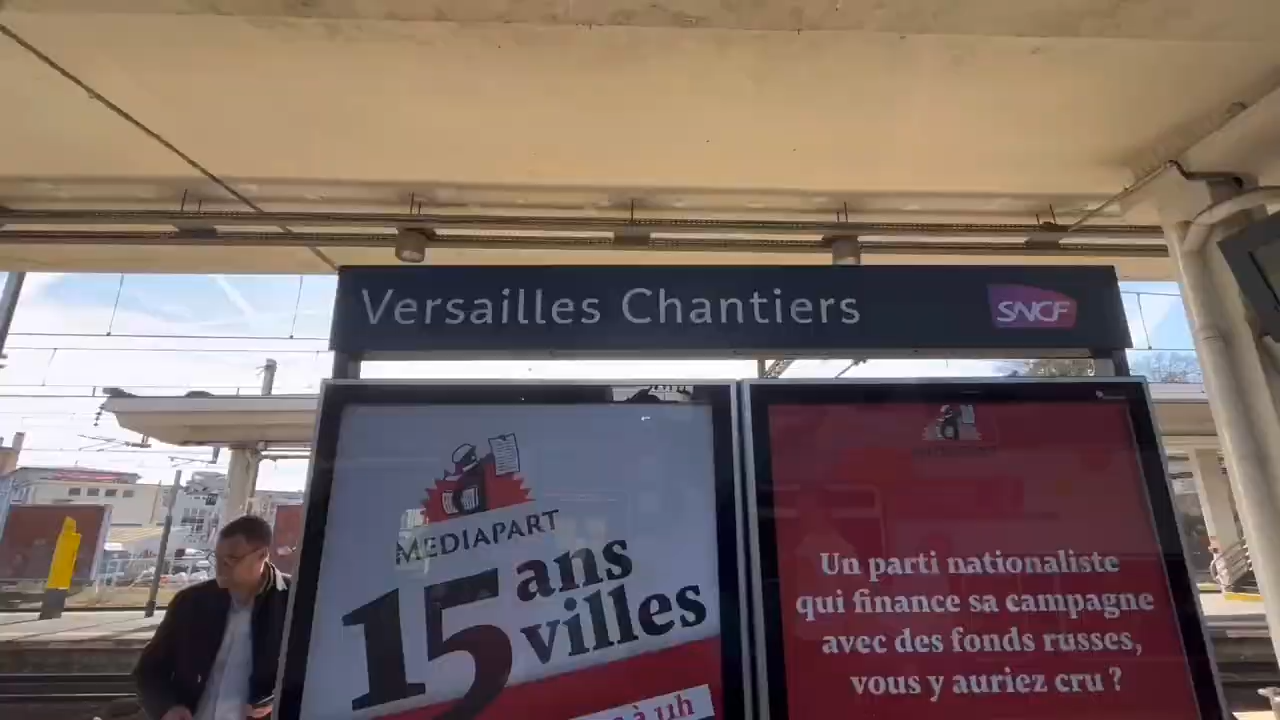 Versailles Chantiers
SNCF
MEDIAPART
15 ans
villes
à 11h
Un parti nationaliste
qui finance sa campagne
avec des fonds russes,
vous y auriez cru ?